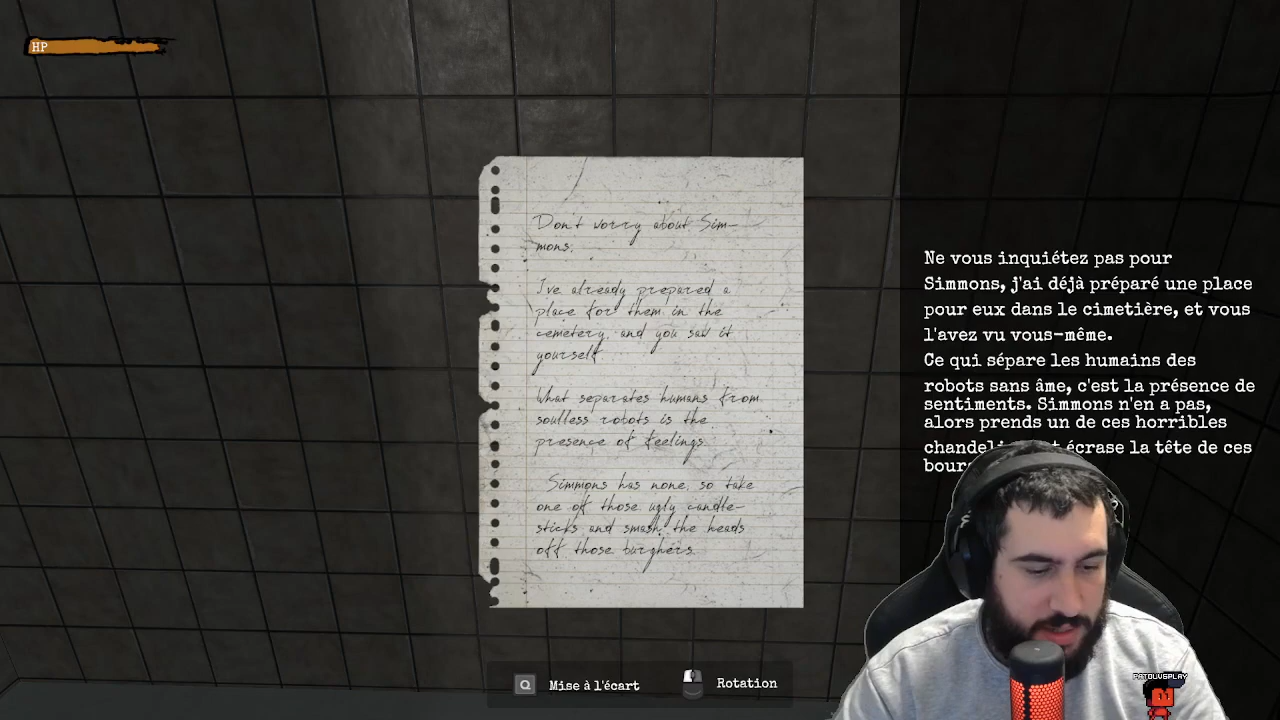 HP
Don't worry about Sim-
mons.
I've already prepared a
place for them in the
cemetery, and you saw it
yourself.
What separates humans from
soulless robots is the
presence of feelings.
Simmons has none, so take
one of those ugly candle-
sticks and smash the heads
off those burghers.
Ne vous inquiétez pas pour
Simmons, j'ai déjà préparé une place
pour eux dans le cimetière, et vous
l'avez vu vous-même.
Ce qui sépare les humains des
robots sans âme, c'est la présence de
sentiments. Simmons n'en a pas,
alors prends un de ces horribles
écrase la tête de ces
Q Mise à l'écart
Rotation
PATOLVSPLAY